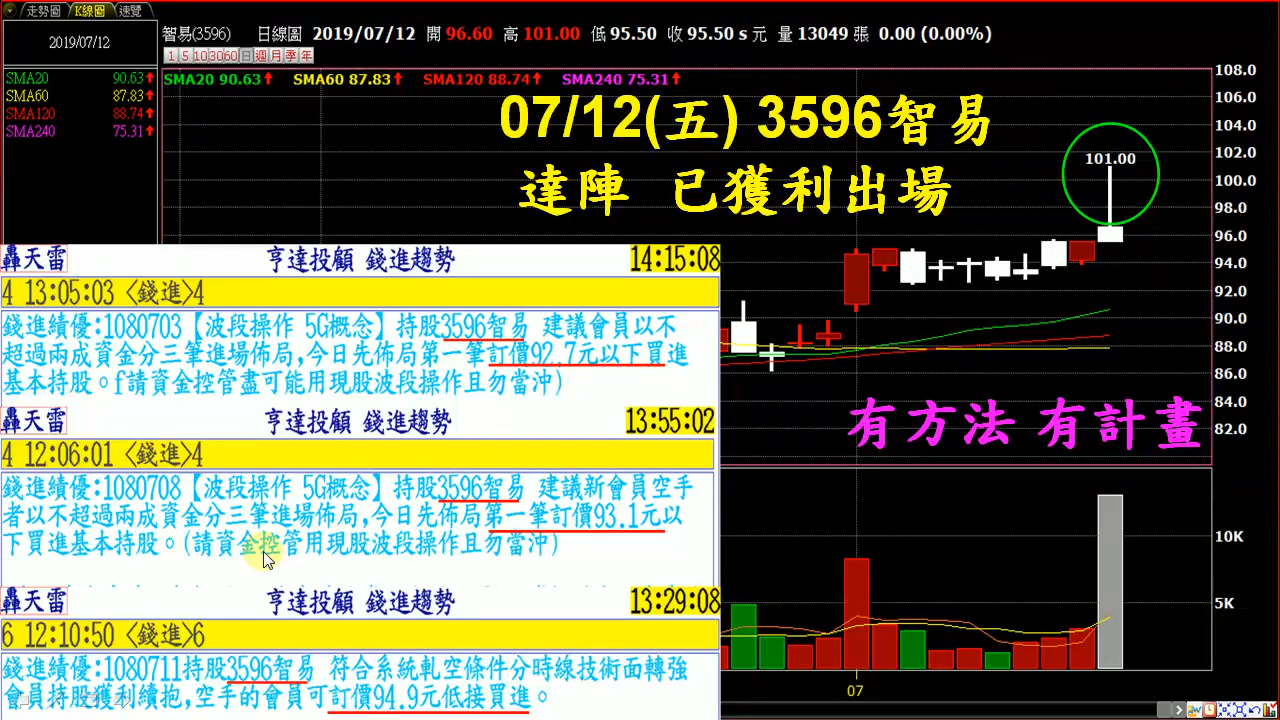 走勢圖 K線圖 速覽
2019/07/12
智易(3596) 日線圖 2019/07/12 開 96.60 高 101.00 低 95.50 收 95.50 s 元 量 13049 張 0.00 (0.00%)
1 5 10 30 60 日 週 月 季 年
SMA20 90.63
SMA60 87.83
SMA120 88.74
SMA240 75.31
SMA20 90.63 SMA60 87.83 SMA120 88.74 SMA240 75.31
07/12(五) 3596智易
達陣 已獲利出場
101.00
108.0
106.0
104.0
102.0
100.0
98.0
96.0
94.0
92.0
90.0
88.0
86.0
84.0
82.0
有方法 有計畫
10K
5K
07
轟天雷 亨達投顧 錢進趨勢 14:15:08
4 13:05:03 〈錢進〉4
錢進績優:1080703【波段操作 5G概念】持股3596智易 建議會員以不
超過兩成資金分三筆進場佈局,今日先佈局第一筆訂價92.7元以下買進
基本持股。f請資金控管盡可能用現股波段操作且勿當沖)
轟天雷 亨達投顧 錢進趨勢 13:55:02
4 12:06:01 〈錢進〉4
錢進績優:1080708【波段操作 5G概念】持股3596智易 建議新會員空手
者以不超過兩成資金分三筆進場佈局,今日先佈局第一筆訂價93.1元以
下買進基本持股。(請資金控管用現股波段操作且勿當沖)
轟天雷 亨達投顧 錢進趨勢 13:29:08
6 12:10:50 〈錢進〉6
錢進績優:1080711持股3596智易 符合系統軋空條件分時線技術面轉強
會員持股獲利續抱,空手的會員可訂價94.9元低接買進。